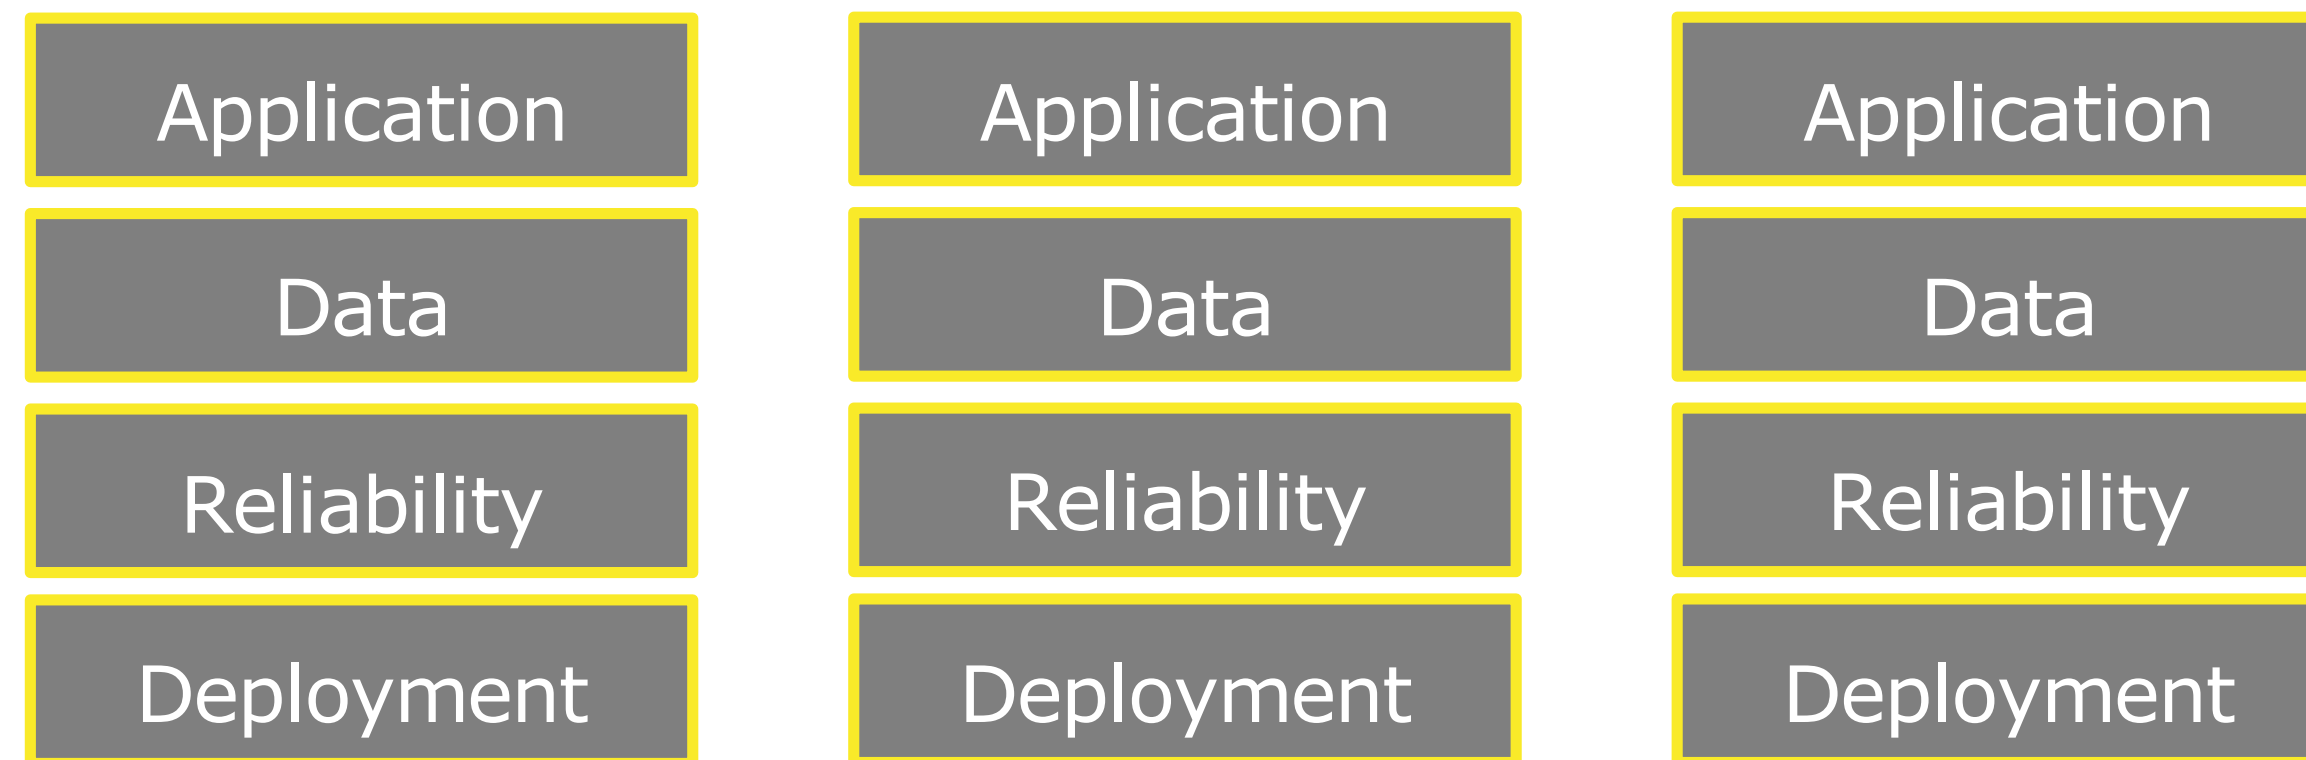 Application Application Application
Data Data Data
Reliability Reliability Reliability
Deployment Deployment Deployment